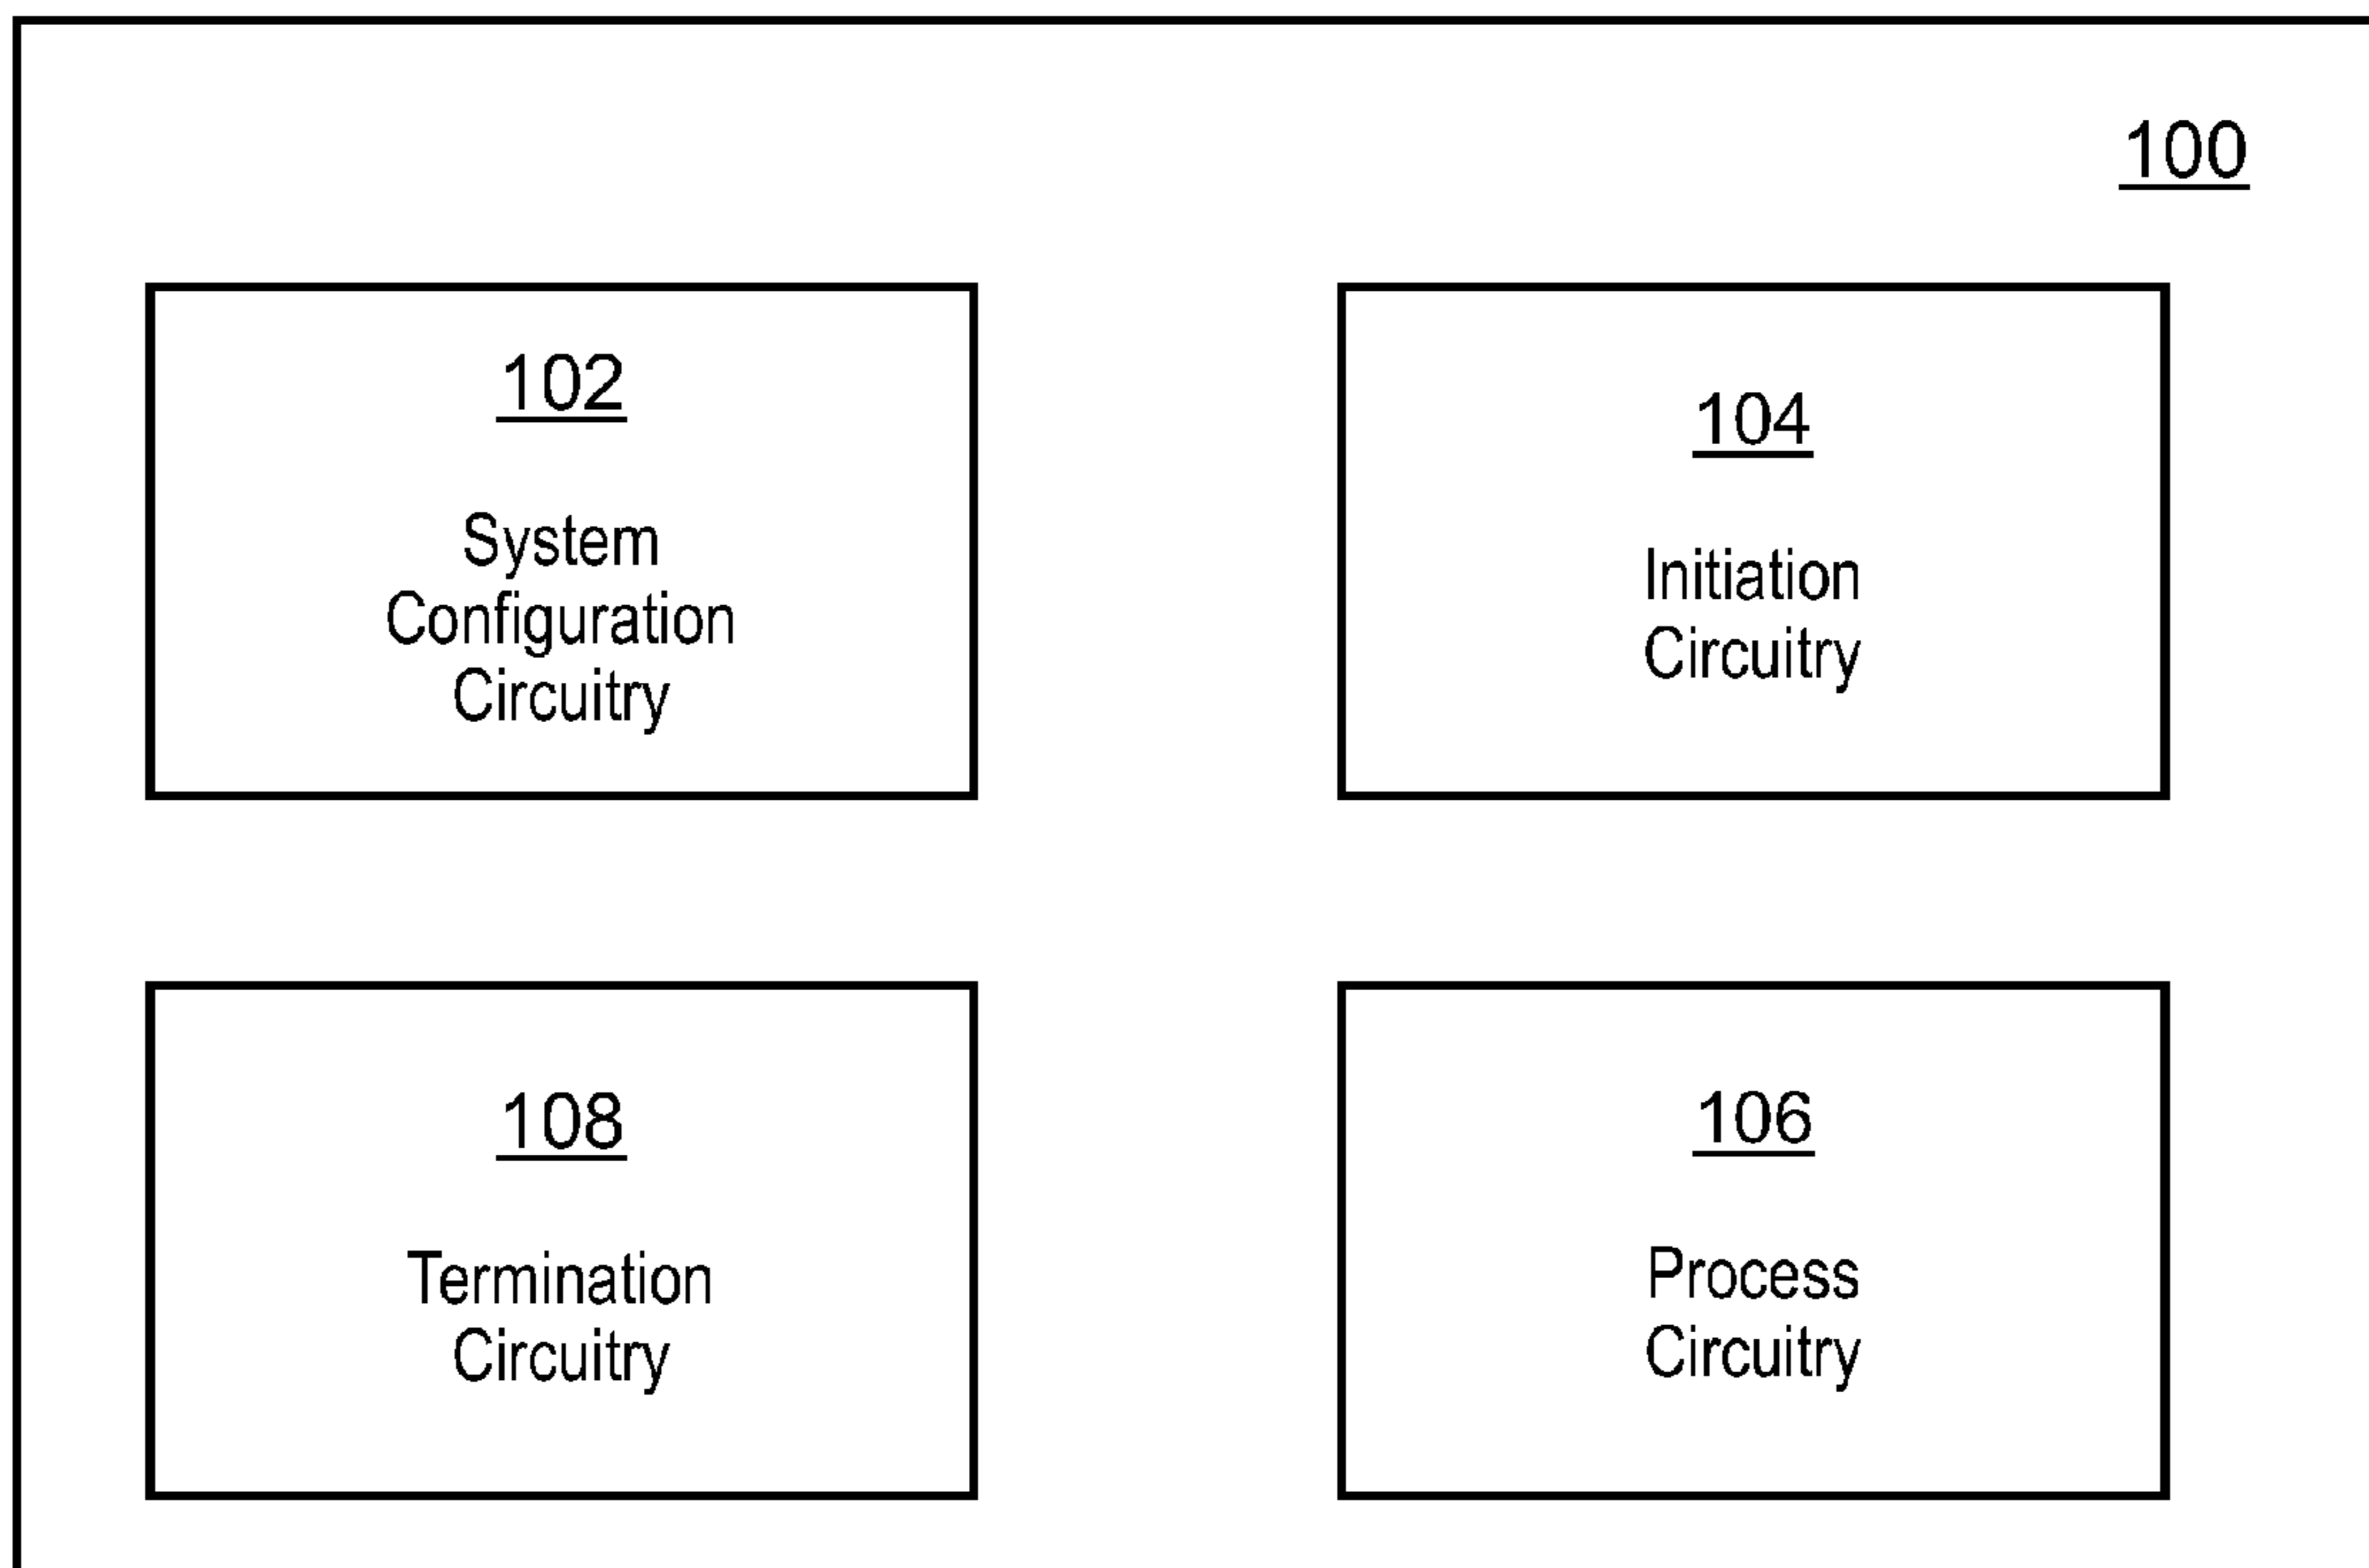 100
102
System
Configuration
Circuitry
104
Initiation
Circuitry
108
Termination
Circuitry
106
Process
Circuitry